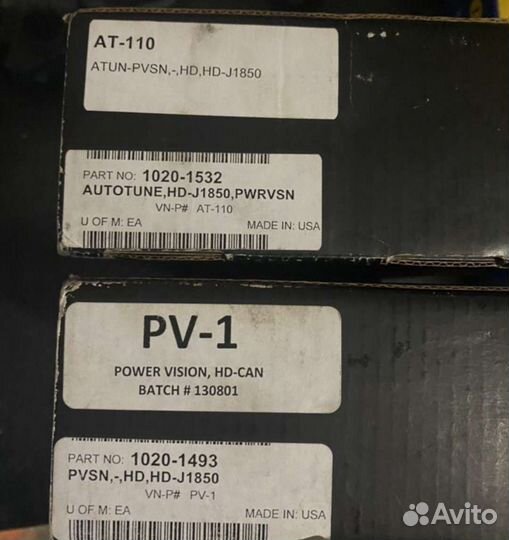 AT-110
ATUN-PVSN,-,HD,HD-J1850
PART NO: 1020-1532
AUTOTUNE,HD-J1850,PWRVSN
VN-P# AT-110
U OF M: EA MADE IN: USA
PV-1
POWER VISION, HD-CAN
BATCH # 130801
PART NO: 1020-1493
PVSN,-,HD,HD-J1850
VN-P# PV-1
U OF M: EA MADE IN: USA
Avito